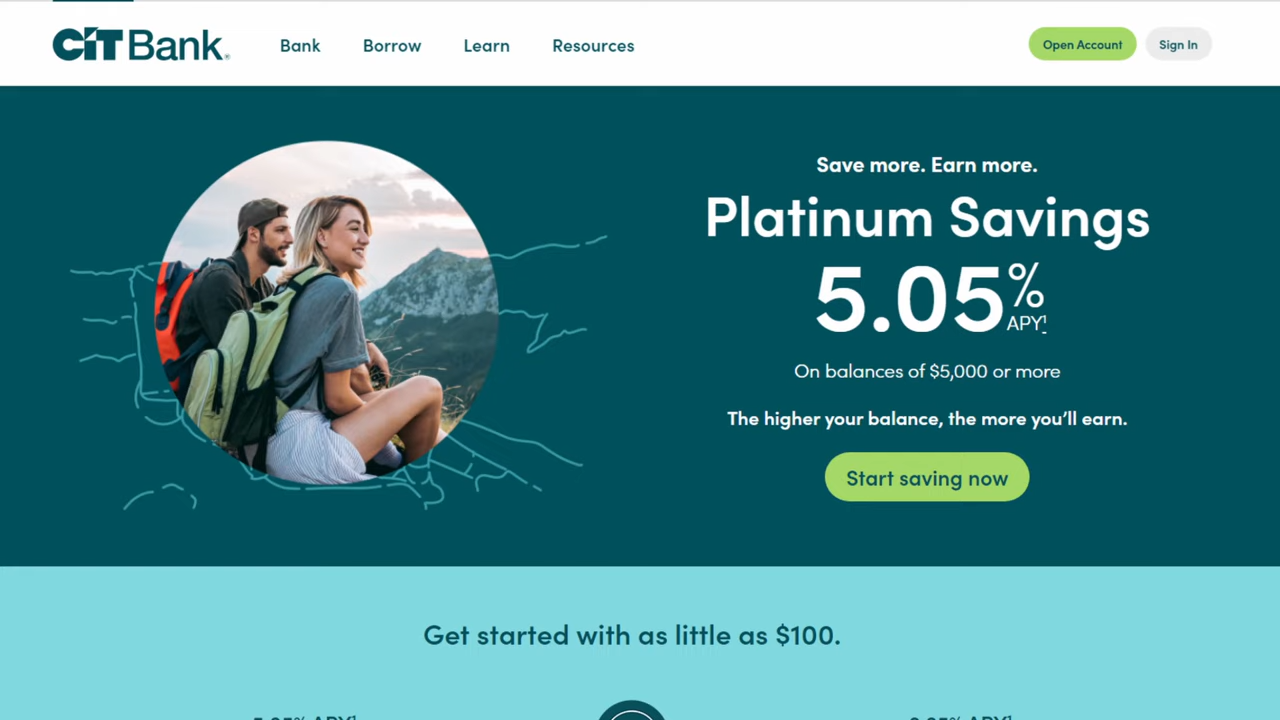 CIT Bank®
Bank
Borrow
Learn
Resources
Open Account
Sign In
Save more. Earn more.
Platinum Savings
5.05%
APY¹
On balances of $5,000 or more
The higher your balance, the more you’ll earn.
Start saving now
Get started with as little as $100.